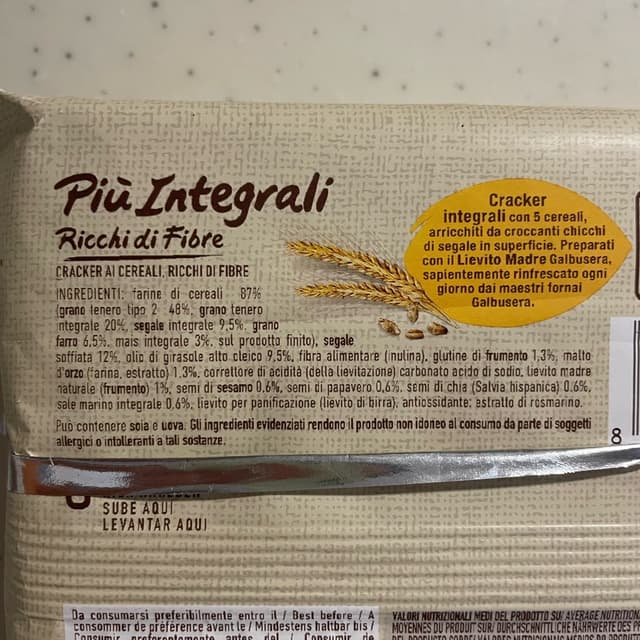 Più Integrali
Ricchi di Fibre
CRACKER AI CEREALI, RICCHI DI FIBRE
INGREDIENTI: farine di cereali 87%
(grano tenero tipo 2 48%, grano tenero
integrale 20%, segale integrale 9,5%, grano
farro 6,5%, mais integrale 3%, sul prodotto finito), segale
soffiata 12%, olio di girasole alto oleico 9,5%, fibra alimentare (inulina), glutine di frumento 1,3%, malto
d'orzo (farina, estratto) 1,3%, correttore di acidità (della lievitazione) carbonato acido di sodio, lievito madre
naturale (frumento) 1%, semi di sesamo 0.6%, semi di papavero 0,6%, semi di chia (Salvia hispanica) 0.6%,
sale marino integrale 0.6%, lievito per panificazione (lievito di birra), antiossidante: estratto di rosmarino.
Può contenere soia e uova. Gli ingredienti evidenziati rendono il prodotto non idoneo al consumo da parte di soggetti
allergici o intolleranti a tali sostanze.
Cracker
integrali con 5 cereali,
arricchiti da croccanti chicchi
di segale in superficie. Preparati
con il Lievito Madre Galbusera,
sapientemente rinfrescato ogni
giorno dai maestri fornai
Galbusera.
8
SUBE AQUÍ
LEVANTAR AQUI
Da consumarsi preferibilmente entro il / Best before / A
consommer de préférence avant le / Mindestens haltbar bis /
Consumir preferentemente antes del / Consumir de
VALORI NUTRIZIONALI MEDI DEL PRODOTTO SU/ AVERAGE NUTRITION
MOYENNES DU PRODUIT SUR/ DURCHSCHNITTLICHE NÄHRWERTE DES